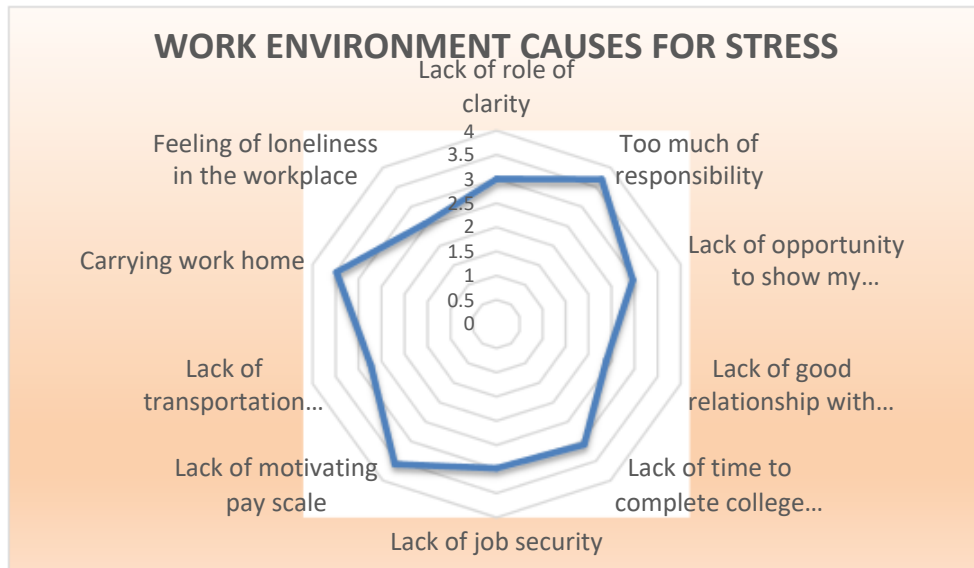 WORK ENVIRONMENT CAUSES FOR STRESS
Lack of role of
clarity
Too much of
responsibility
Lack of opportunity
to show my...
Lack of good
relationship with...
Lack of time to
complete college...
Lack of job security
Lack of motivating
pay scale
Lack of
transportation...
Carrying work home
Feeling of loneliness
in the workplace
4
3.5
3
2.5
2
1.5
1
0.5
0